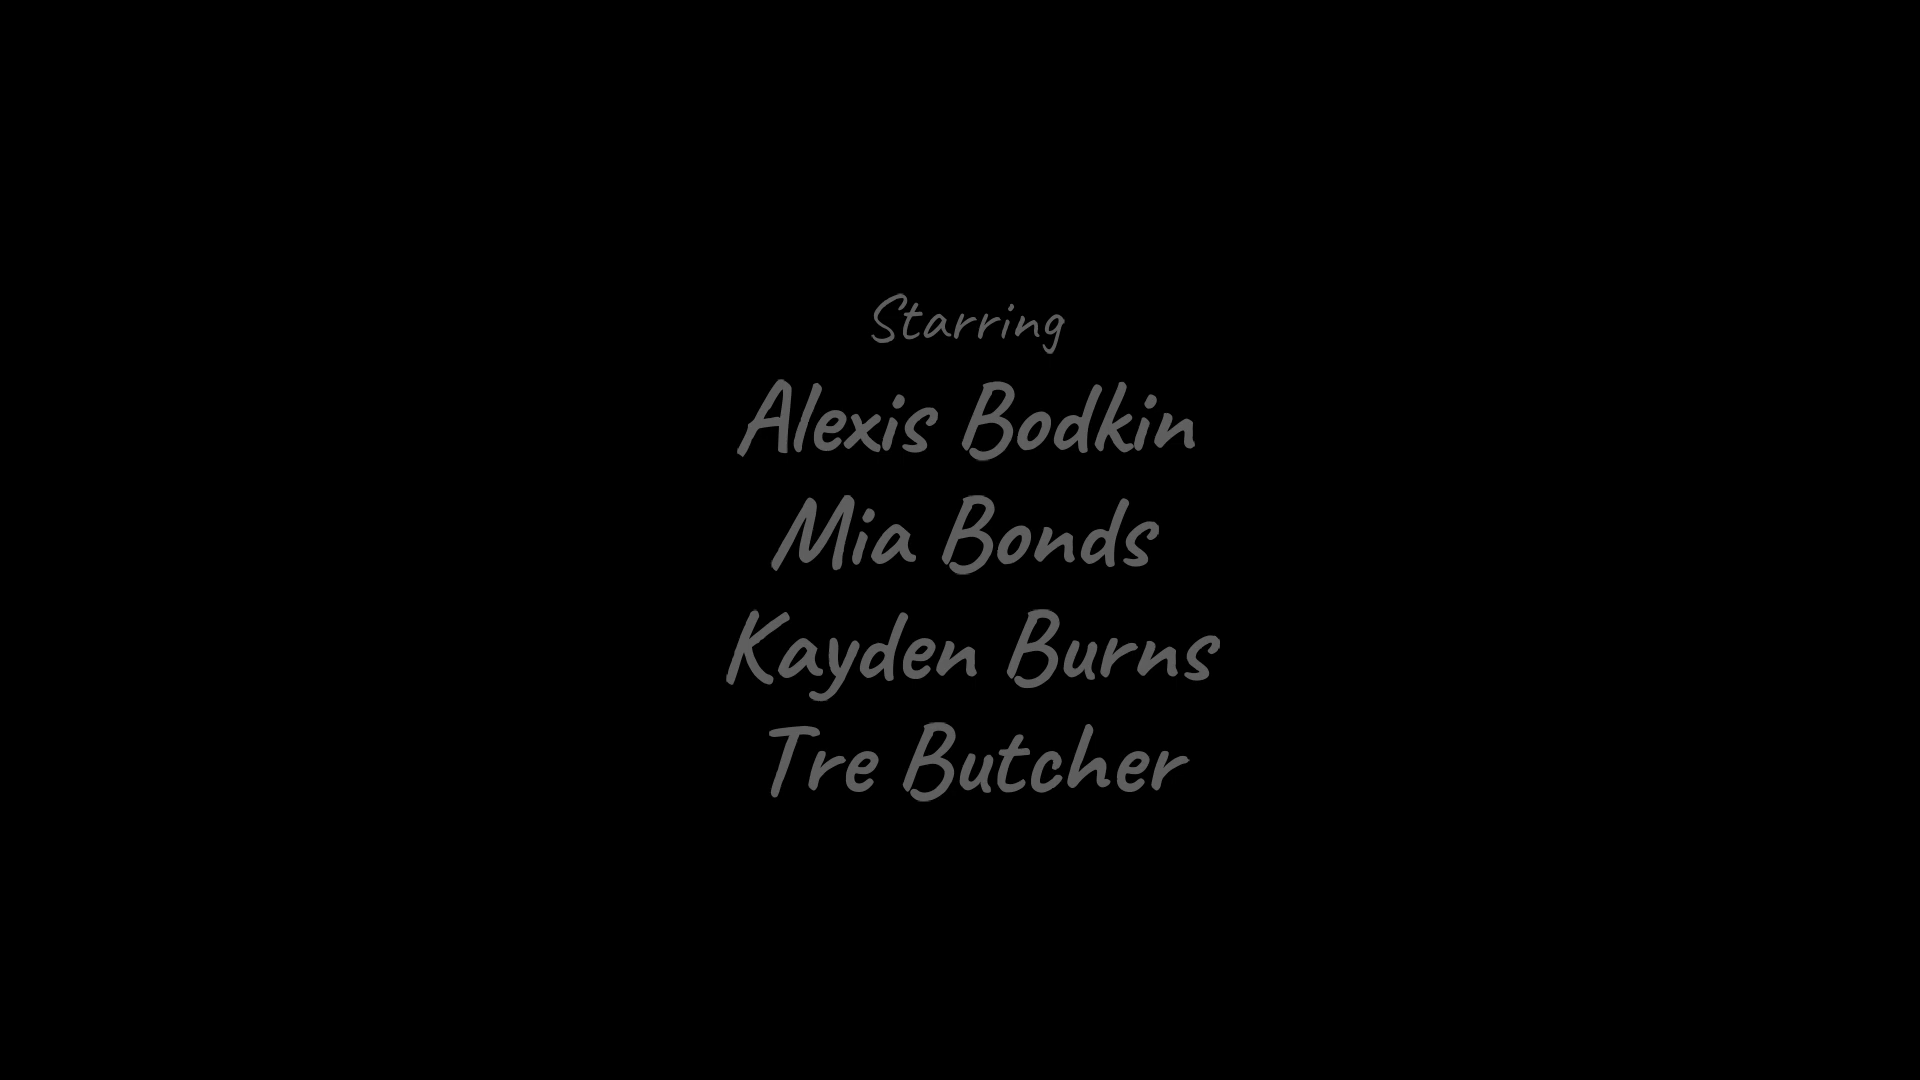 Starring
Alexis Bodkin
Mia Bonds
Kayden Burns
Tre Butcher